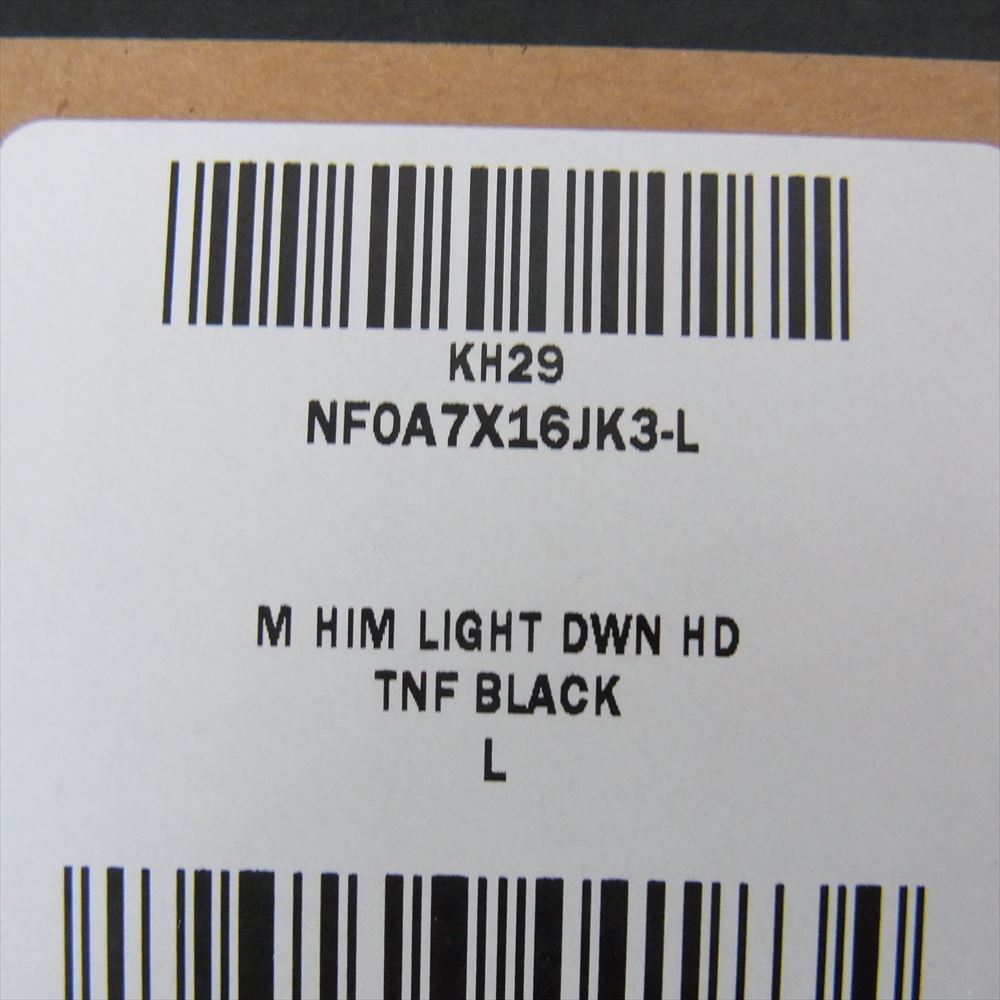 KH29
NF0A7X16JK3-L
M HIM LIGHT DWN HD
TNF BLACK
L